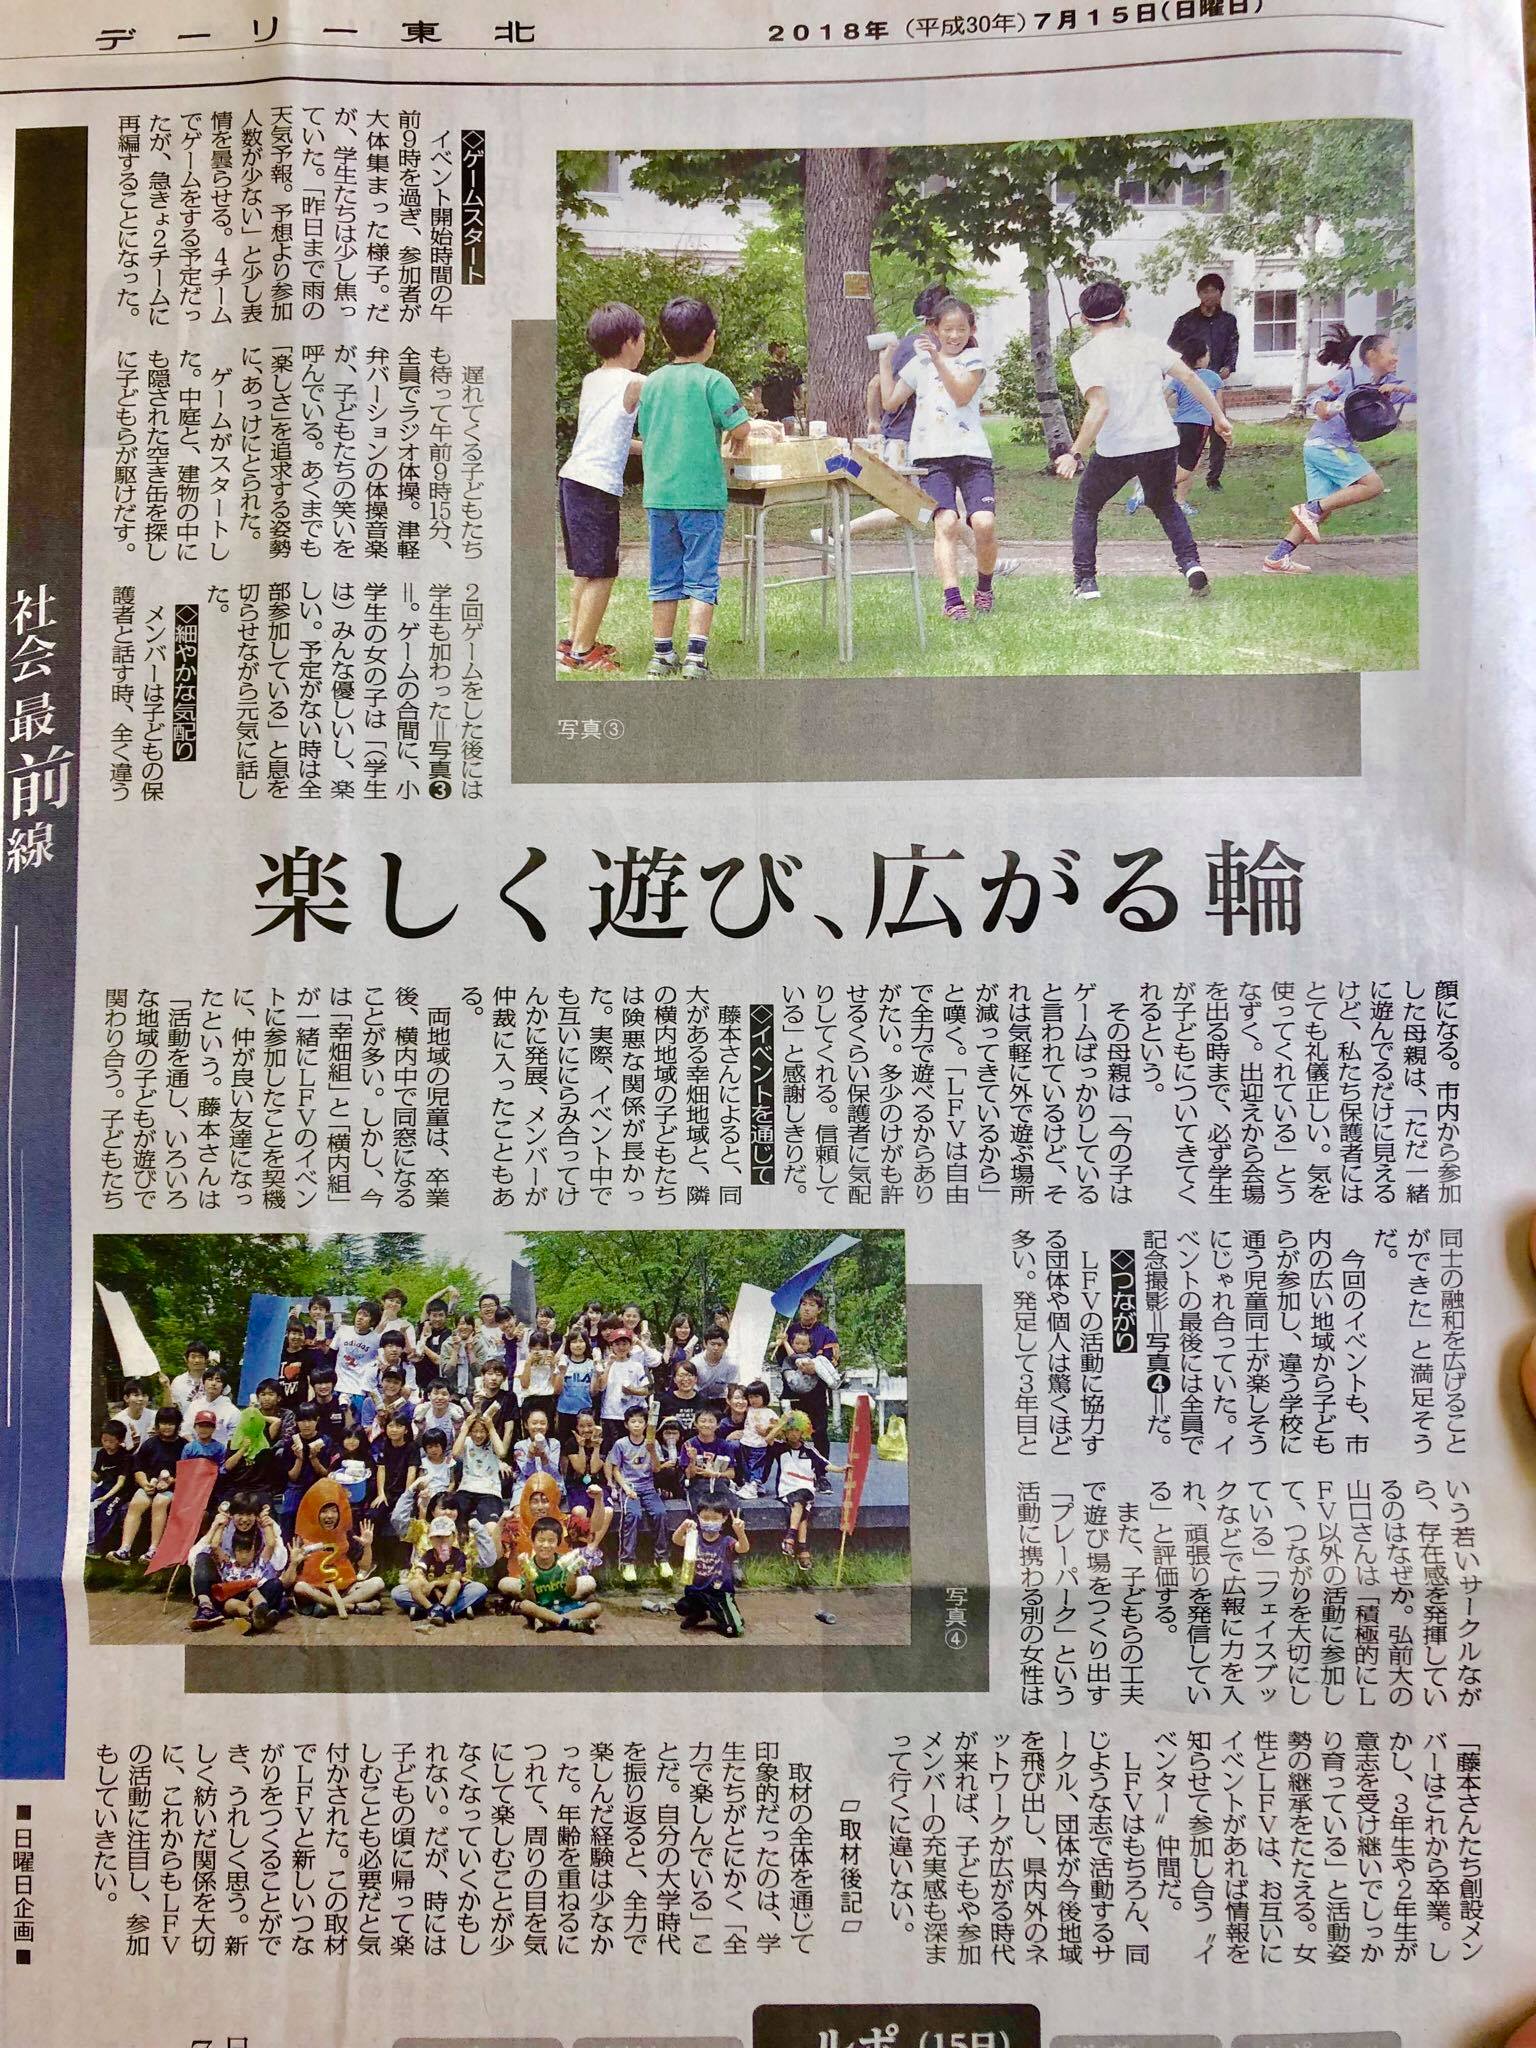 デーリー東北
2018年(平成30年)7月15日(日曜日)
社会最前線
■日曜日企画■
◇ゲームスタート
イベント開始時間の午
前9時を過ぎ、参加者が
大体集まった様子。だ
が、学生たちは少し焦っ
ていた。「昨日まで雨の
天気予報。予想より参加
人数が少ない」と少し表
情を曇らせる。4チーム
でゲームをする予定だっ
たが、急きょ2チームに
再編することになった。
遅れてくる子どもたち
も待って午前9時15分、
全員でラジオ体操。津軽
弁バージョンの体操音楽
が、子どもたちの笑いを
呼んでいる。あくまでも
「楽しさを追求する姿勢
に、あっけにとられた。
ゲームがスタートし
た。中庭と、建物の中に
も隠された空き缶を探し
に子どもらが駆けだす。
2回ゲームをした後には
学生も加わった=写真❸
=。ゲームの合間に、小
学生の女の子は「(学生
は)みんな優しいし、楽
しい。予定がない時は全
部参加している」と息を
切らせながら元気に話し
た。
◇細やかな気配り
メンバーは子どもの保
護者と話す時、全く違う
写真③
楽しく遊び、広がる輪
顔になる。市内から参加
した母親は、「ただ一緒
に遊んでるだけに見える
けど、私たち保護者には
とても礼儀正しい。気を
使ってくれている」とう
なずく。出迎えから会場
を出る時まで、必ず学生
が子どもについてきてく
れるという。
その母親は「今の子は
ゲームばっかりしている
と言われているけど、そ
れは気軽に外で遊ぶ場所
が減ってきているから」
と嘆く。「LFVは自由
で全力で遊べるからあり
がたい。多少のけがも許
せるくらい保護者に気配
りしてくれる。信頼して
いる」と感謝しきりだ。
◇イベントを通じて
藤本さんによると、同
大がある幸畑地域と、隣
の横内地域の子どもたち
は険悪な関係が長かっ
た。実際、イベント中で
も互いににらみ合ってけ
んかに発展、メンバーが
仲裁に入ったこともあ
る。
両地域の児童は、卒業
後、横内中で同窓になる
ことが多い。しかし、今
は「幸畑組」と「横内組」
が一緒にLFVのイベン
トに参加したことを契機
に、仲が良い友達になっ
たという。藤本さんは
「活動を通し、いろいろ
な地域の子どもが遊びで
関わり合う。子どもたち
同士の融和を広げること
ができた」と満足そう
だ。
今回のイベントも、市
内の広い地域から子ども
らが参加し、違う学校に
通う児童同士が楽しそう
にじゃれ合っていた。イ
ベントの最後には全員で
記念撮影=写真❹=だ。
◇つながり
LFVの活動に協力す
る団体や個人は驚くほど
多い。発足して3年目と
いう若いサークルなが
ら、存在感を発揮してい
るのはなぜか。弘前大の
山口さんは「積極的にL
FV以外の活動に参加し
て、つながりを大切にし
ている」「フェイスブッ
クなどで広報に力を入
れ、頑張りを発信してい
る」と評価する。
また、子どもらの工夫
で遊び場をつくり出す
「プレーパーク」という
活動に携わる別の女性は
写真④
「藤本さんたち創設メン
バーはこれから卒業。し
かし、3年生や2年生が
意志を受け継いでしっか
り育っている」と活動姿
勢の継承をたたえる。女
性とLFVは、お互いに
イベントがあれば情報を
知らせて参加し合う〝イ
ベンター〟仲間だ。
LFVはもちろん、同
じような志で活動するサ
ークル、団体が今後地域
を飛び出し、県内外のネ
ットワークが広がる時代
が来れば、子どもや参加
メンバーの充実感も深ま
って行くに違いない。
□取材後記□
取材の全体を通じて
印象的だったのは、学
生たちがとにかく「全
力で楽しんでいる」こ
とだ。自分の大学時代
を振り返ると、全力で
楽しんだ経験は少なか
った。年齢を重ねるに
つれて、周りの目を気
にして楽しむことが少
なくなっていくかもし
れない。だが、時には
子どもの頃に帰って楽
しむことも必要だと気
付かされた。この取材
でLFVと新しいつな
がりをつくることがで
き、うれしく思う。新
しく紡いだ関係を大切
に、これからもLFV
の活動に注目し、参加
もしていきたい。
ルポ(15日)